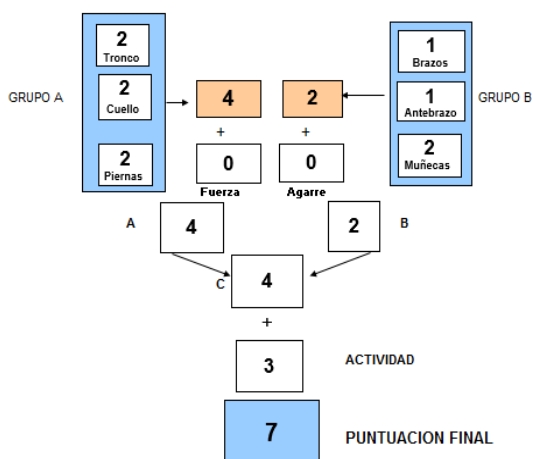 2
Tronco
GRUPO A
2
Cuello
2
Piernas
4
+
0
Fuerza
2
+
0
Agarre
1
Brazos
GRUPO B
1
Antebrazo
2
Muñecas
A
4
2
B
C
4
+
3
ACTIVIDAD
7
PUNTUACION FINAL